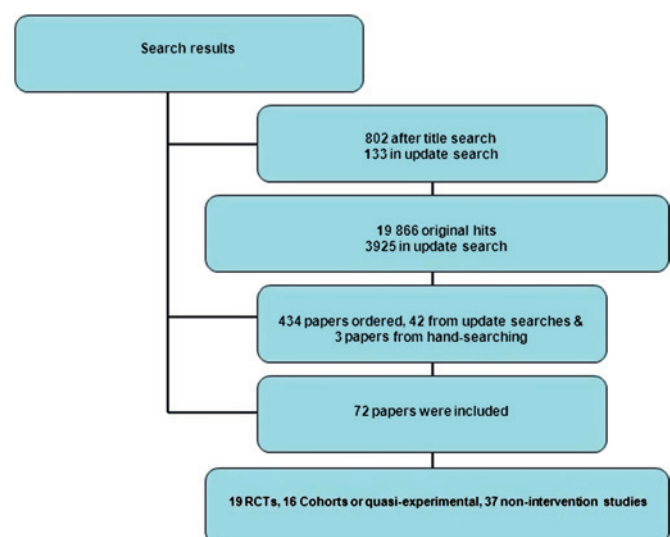 Search results
802 after title search
133 in update search
19 866 original hits
3925 in update search
434 papers ordered, 42 from update searches &
3 papers from hand-searching
72 papers were included
19 RCTs, 16 Cohorts or quasi-experimental, 37 non-intervention studies